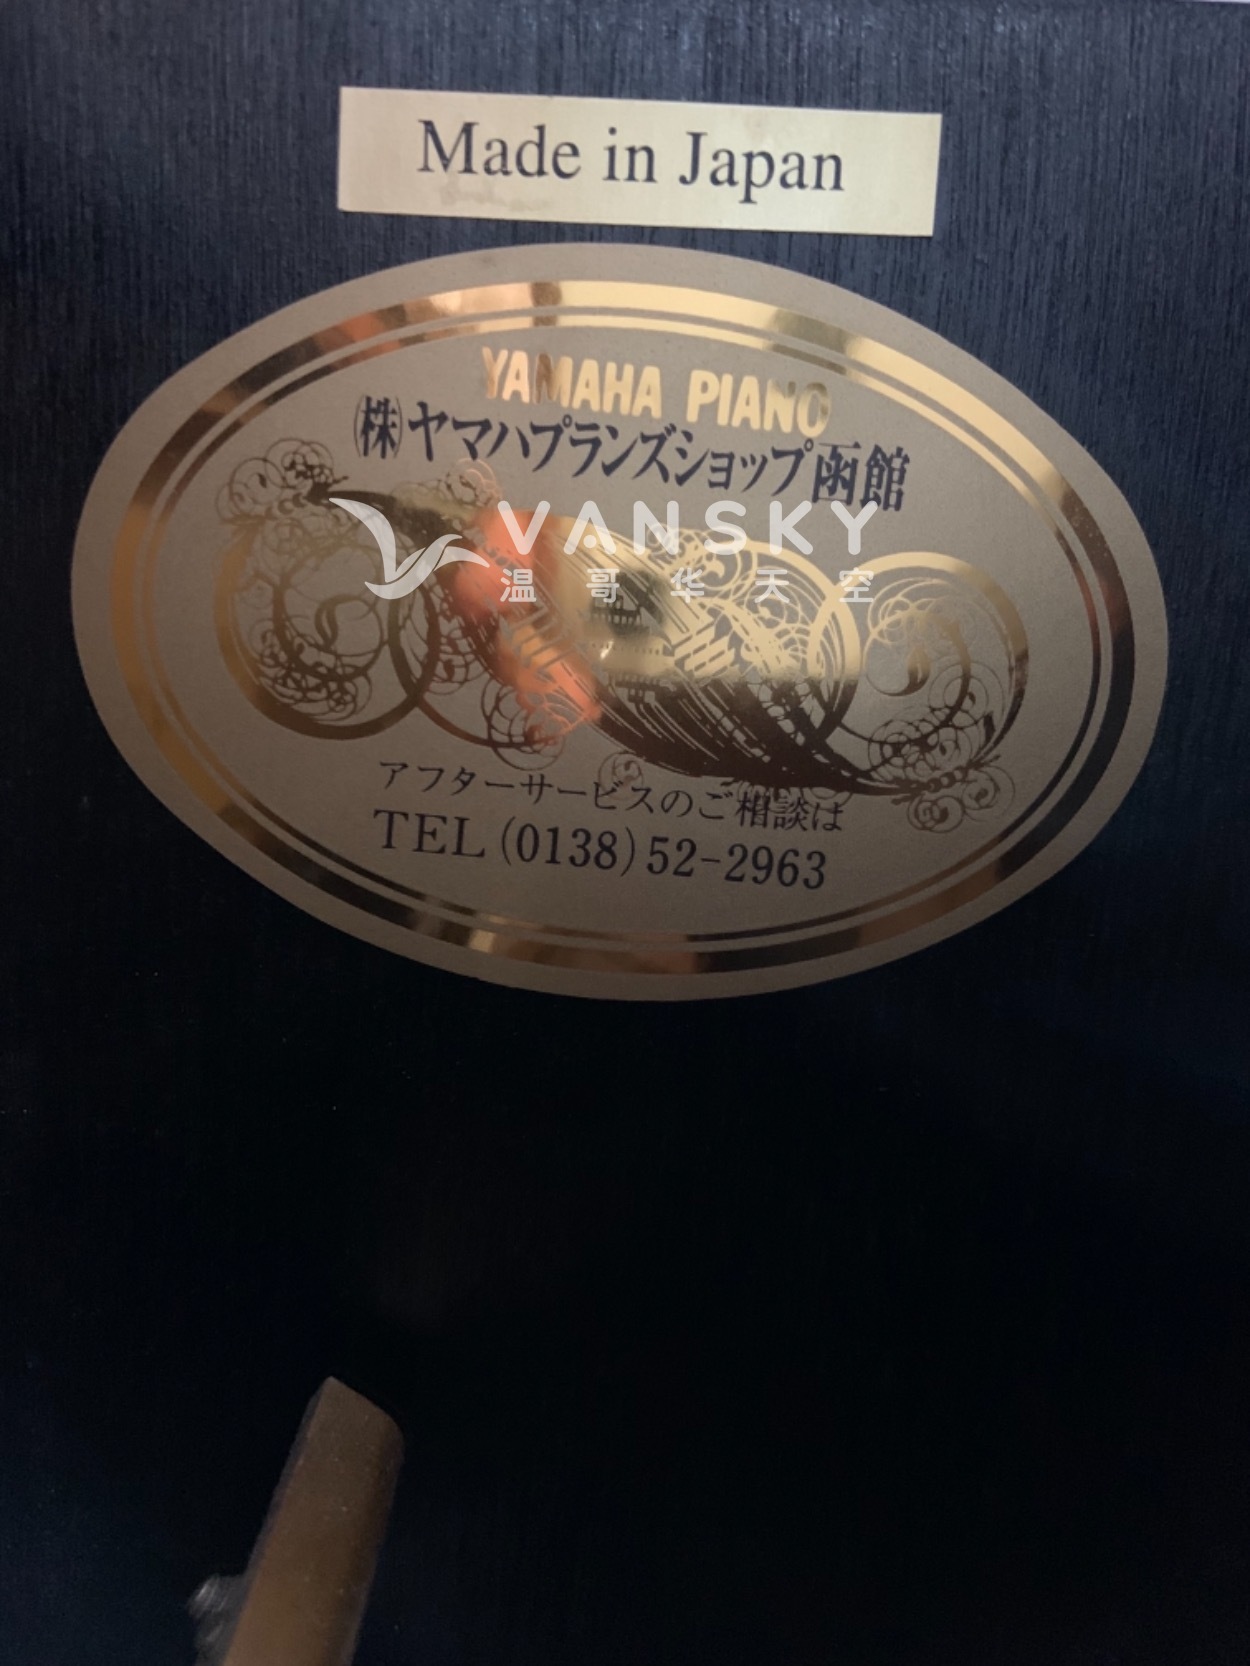 Made in Japan
YAMAHA PIANO
(株)ヤマハプランズショップ函館
VANSKY
温哥华天空
アフターサービスのご相談は
TEL (0138) 52-2963